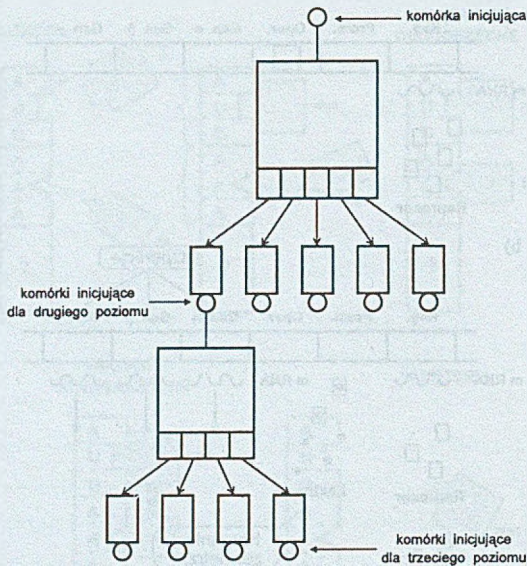 komórka inicjująca
komórki inicjujące
dla drugiego poziomu
komórki inicjujące
dla trzeciego poziomu